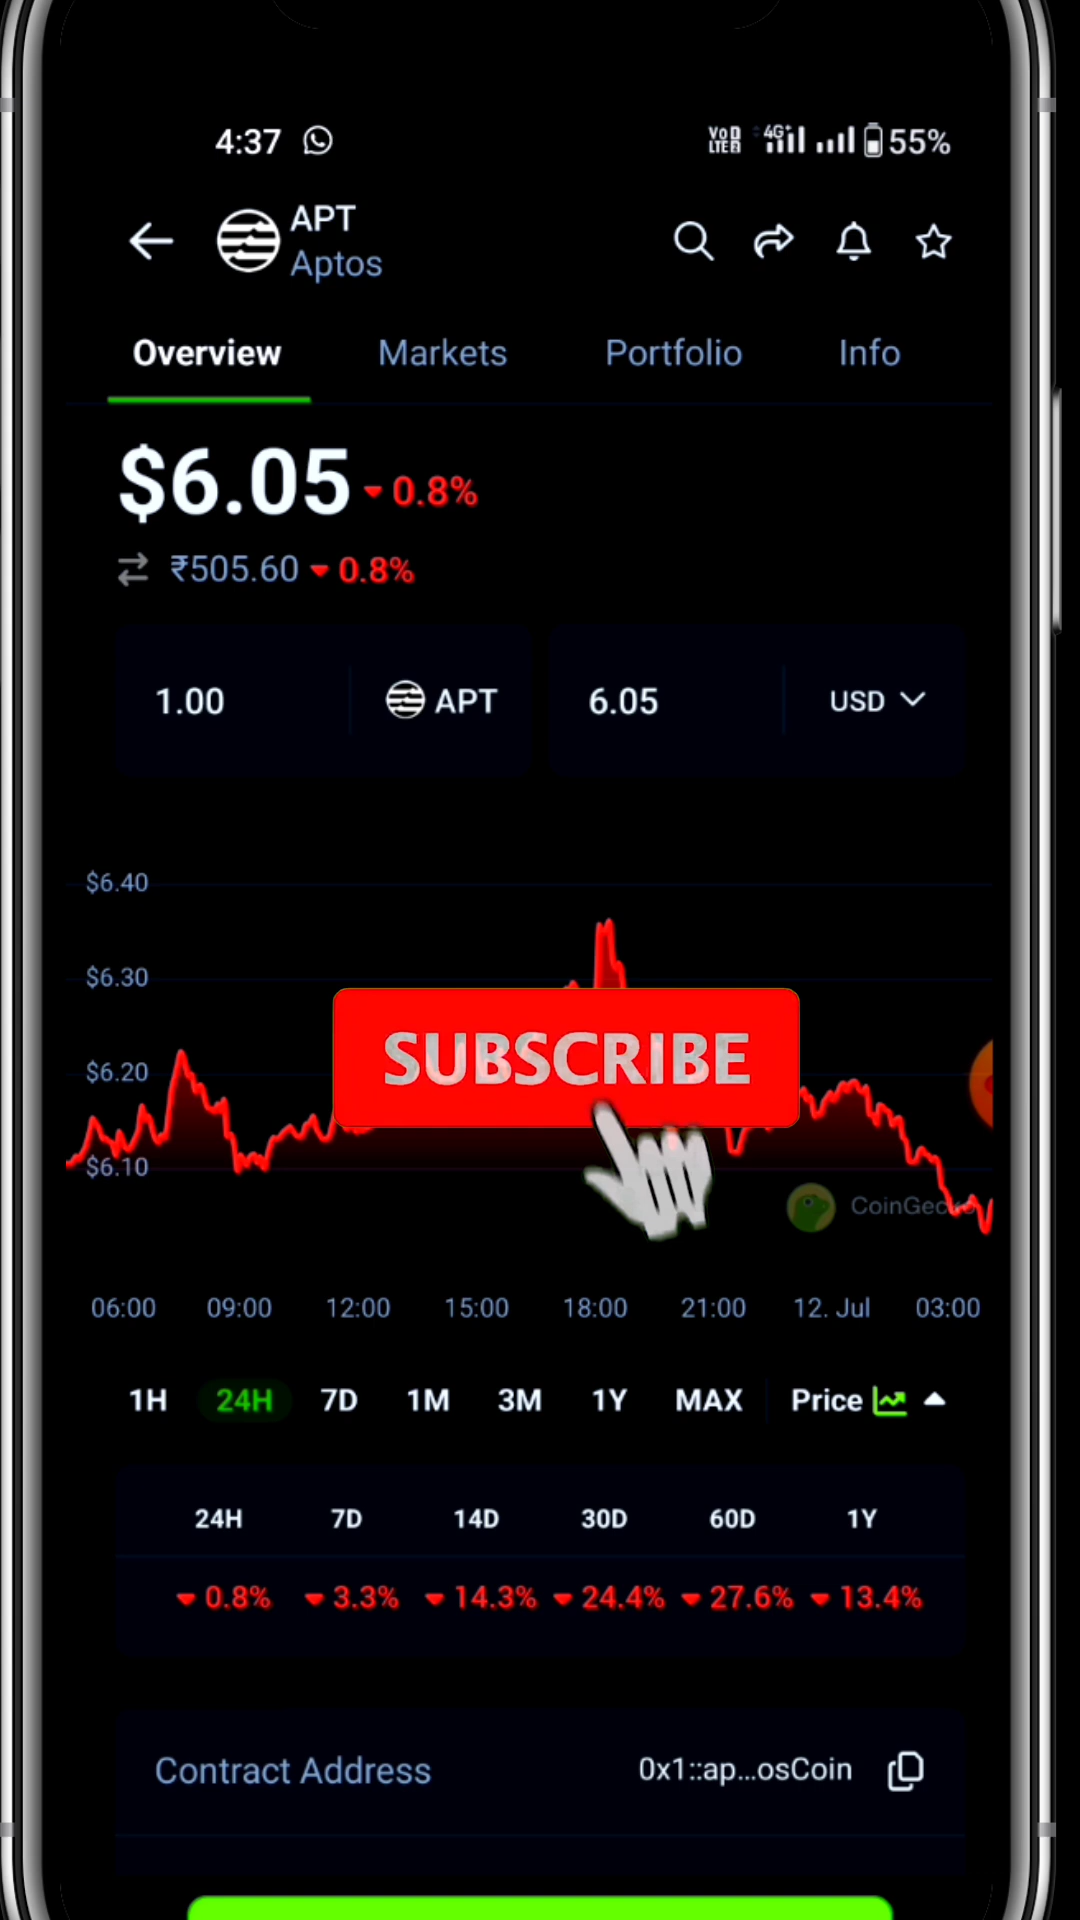 4:37 VoD LTE2 4G+ 55%
APT
Aptos
Overview Markets Portfolio Info
$6.05 0.8%
₹505.60 0.8%
1.00 APT 6.05 USD
$6.40
$6.30
SUBSCRIBE
$6.20
$6.10
CoinGecko
06:00 09:00 12:00 15:00 18:00 21:00 12. Jul 03:00
1H 24H 7D 1M 3M 1Y MAX Price
24H 7D 14D 30D 60D 1Y
0.8% 3.3% 14.3% 24.4% 27.6% 13.4%
Contract Address 0x1::ap...osCoin